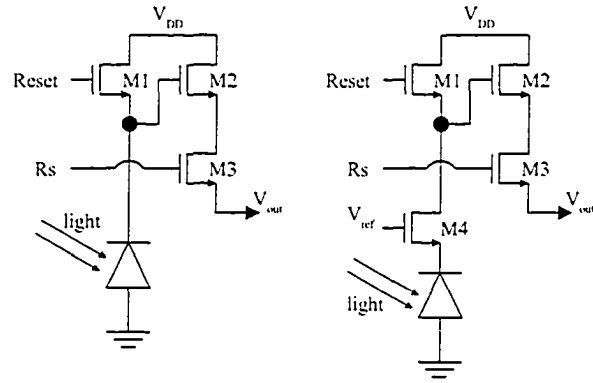 V_DD
Reset
M1
M2
Rs
M3
V_out
light
V_DD
Reset
M1
M2
Rs
M3
V_out
V_ref
M4
light